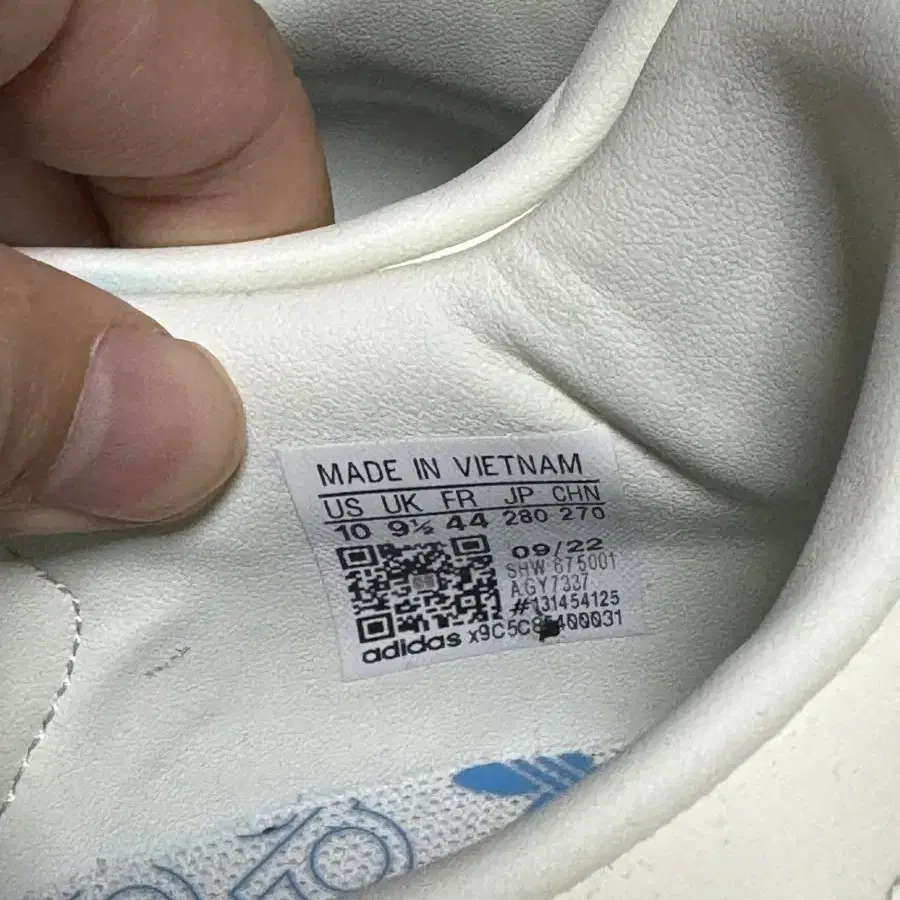 MADE IN VIETNAM
US UK FR JP CHN
10 9½ 44 280 270
09/22
SHW 675001
AGY7337
#131454125
adidas